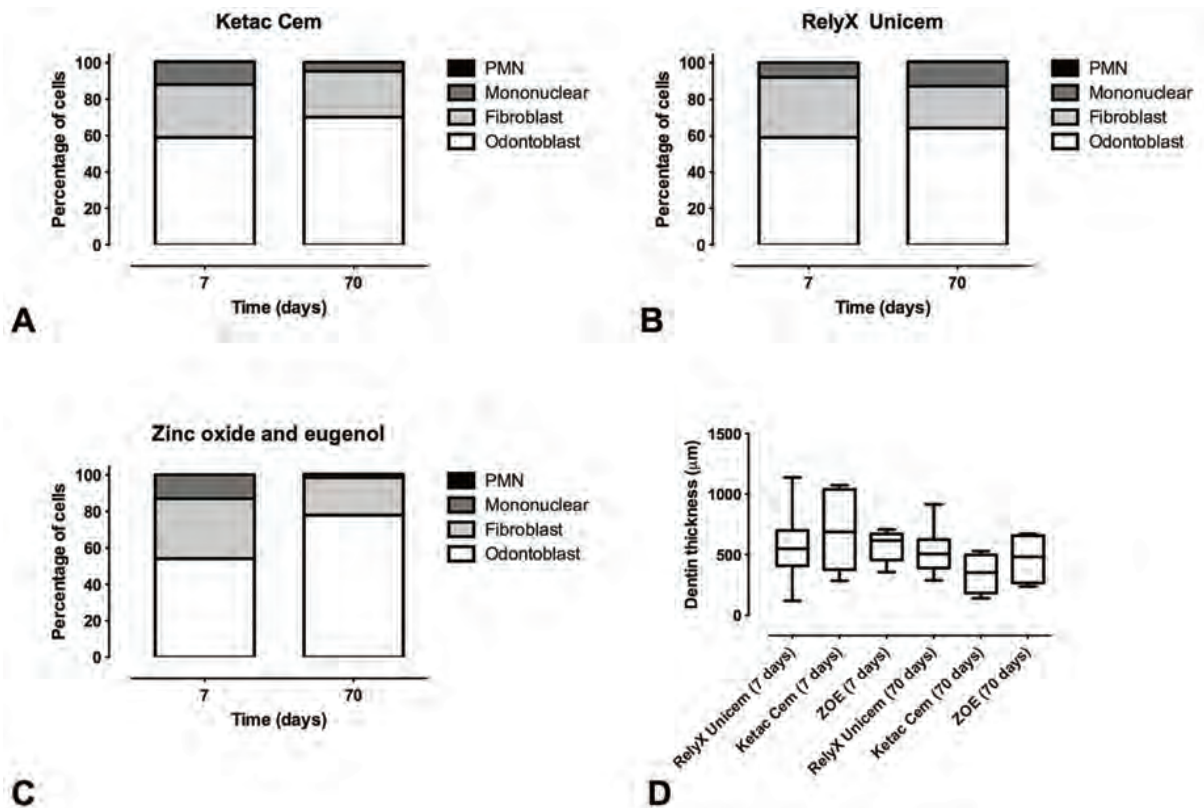 Ketac Cem
Percentage of cells
100
80
60
40
20
0
7
70
Time (days)
PMN
Mononuclear
Fibroblast
Odontoblast
A
RelyX Unicem
Percentage of cells
100
80
60
40
20
0
7
70
Time (days)
PMN
Mononuclear
Fibroblast
Odontoblast
B
Zinc oxide and eugenol
Percentage of cells
100
80
60
40
20
0
7
70
Time (days)
PMN
Mononuclear
Fibroblast
Odontoblast
C
Dentin thickness (μm)
1500
1000
500
0
RelyX Unicem (7 days)
Ketac Cem (7 days)
ZOE (7 days)
RelyX Unicem (70 days)
Ketac Cem (70 days)
ZOE (70 days)
D